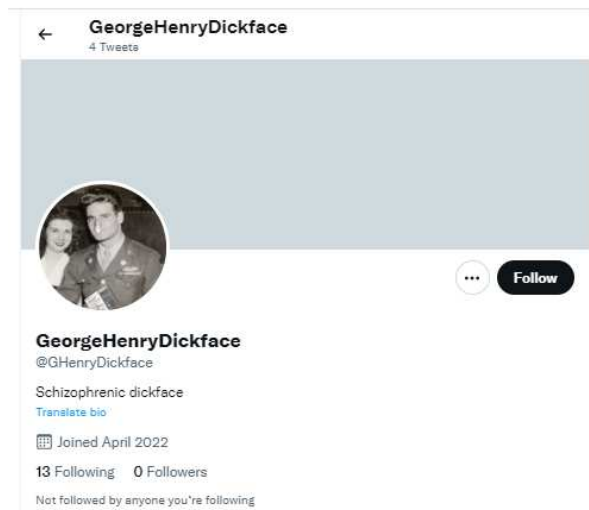 GeorgeHenryDickface
4 Tweets
Follow
GeorgeHenryDickface
@GHenryDickface
Schizophrenic dickface
Translate bio
Joined April 2022
13 Following 0 Followers
Not followed by anyone you're following